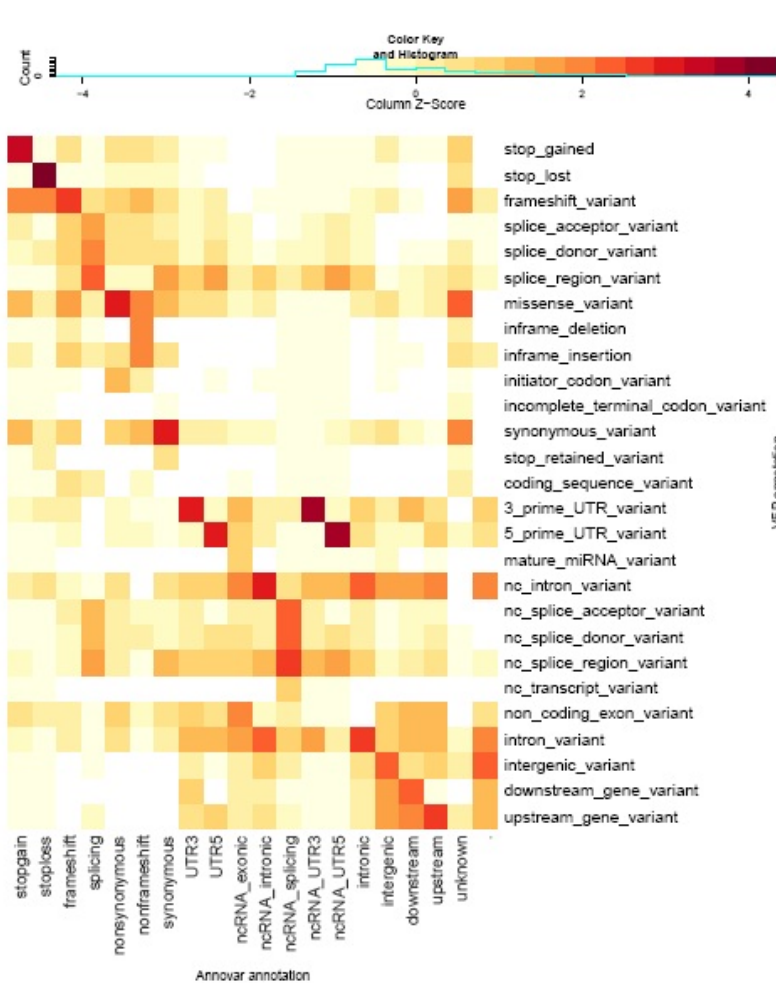 Color Key
and Histogram
Count
0
-4
-2
0
2
4
Column Z-Score
stop_gained
stop_lost
frameshift_variant
splice_acceptor_variant
splice_donor_variant
splice_region_variant
missense_variant
inframe_deletion
inframe_insertion
initiator_codon_variant
incomplete_terminal_codon_variant
synonymous_variant
stop_retained_variant
coding_sequence_variant
3_prime_UTR_variant
5_prime_UTR_variant
mature_miRNA_variant
nc_intron_variant
nc_splice_acceptor_variant
nc_splice_donor_variant
nc_splice_region_variant
nc_transcript_variant
non_coding_exon_variant
intron_variant
intergenic_variant
downstream_gene_variant
upstream_gene_variant
stopgain
stoploss
frameshift
splicing
nonsynonymous
nonframeshift
synonymous
UTR3
UTR5
ncRNA_exonic
ncRNA_intronic
ncRNA_splicing
ncRNA_UTR3
ncRNA_UTR5
intronic
intergenic
downstream
upstream
unknown
.
Annovar annotation